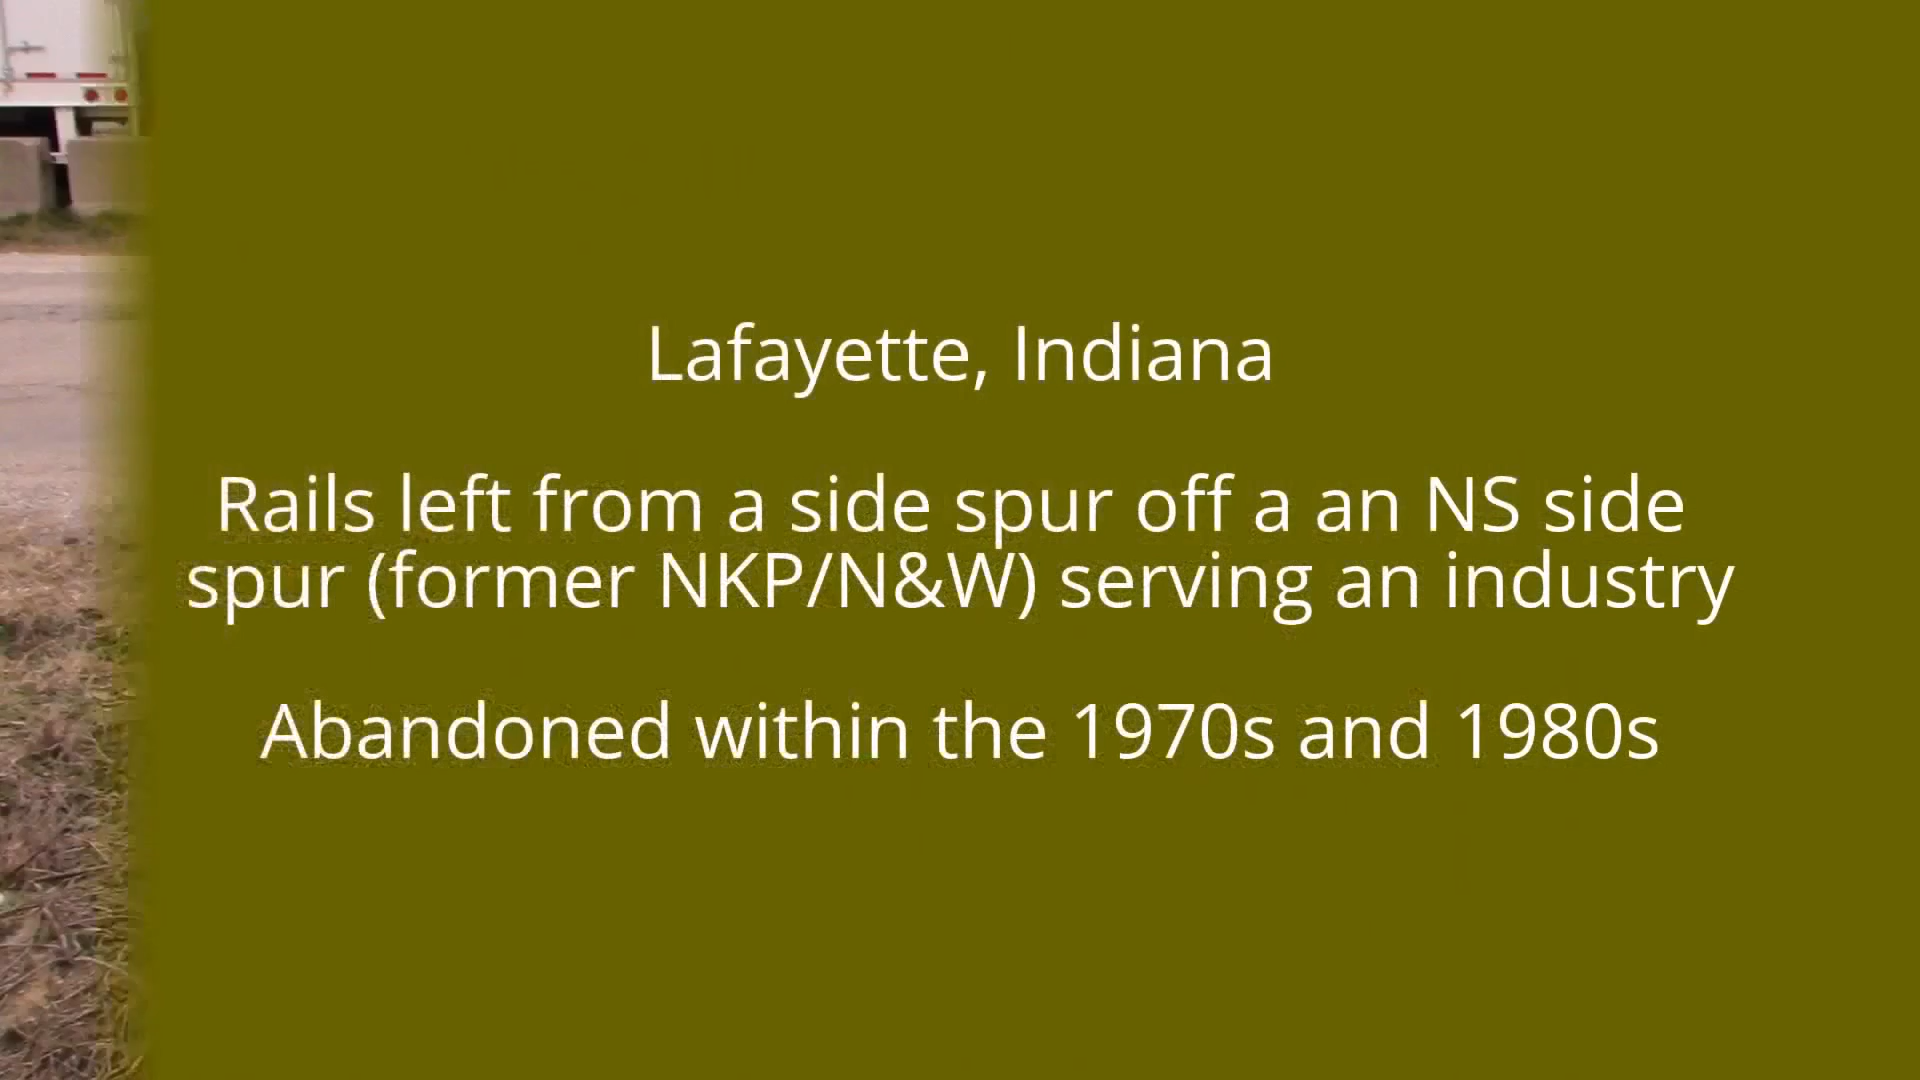 Lafayette, Indiana
Rails left from a side spur off a an NS side
spur (former NKP/N&W) serving an industry
Abandoned within the 1970s and 1980s